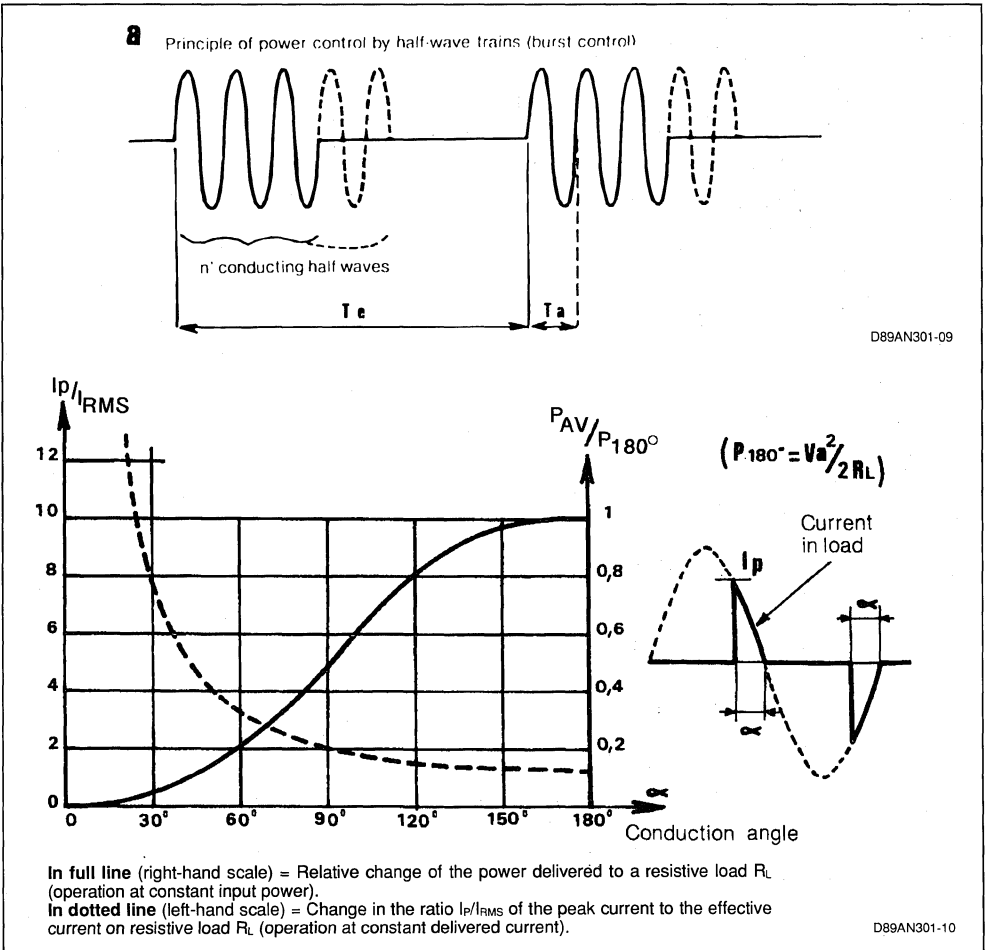 a Principle of power control by half-wave trains (burst control)
n' conducting half waves
Te
Ta
D89AN301-09
Ip/IRMS
12
10
8
6
4
2
0
PAV/P180°
1
0,8
0,6
0,4
0,2
0 30° 60° 90° 120° 150° 180°
α
Conduction angle
(P180° = Va²/2RL)
Current
in load
Ip
α
α
In full line (right-hand scale) = Relative change of the power delivered to a resistive load RL
(operation at constant input power).
In dotted line (left-hand scale) = Change in the ratio IP/IRMS of the peak current to the effective
current on resistive load RL (operation at constant delivered current).
D89AN301-10